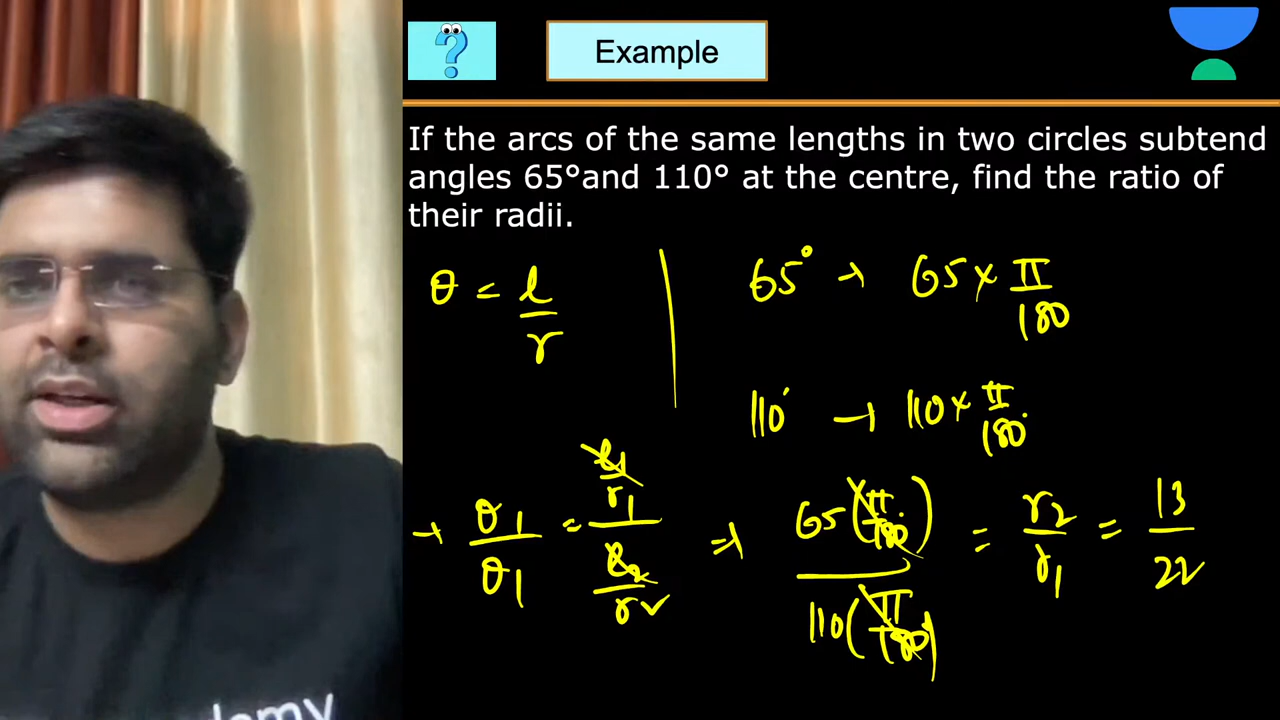 ?
Example
If the arcs of the same lengths in two circles subtend
angles 65°and 110° at the centre, find the ratio of
their radii.
θ = l/r
65° → 65 × π/180
110° → 110 × π/180
→ θ1/θ1 = (l1/r1)/(l2/r2) ⇒ 65(×π/180)/110(π/180) = r2/r1 = 13/22
demy